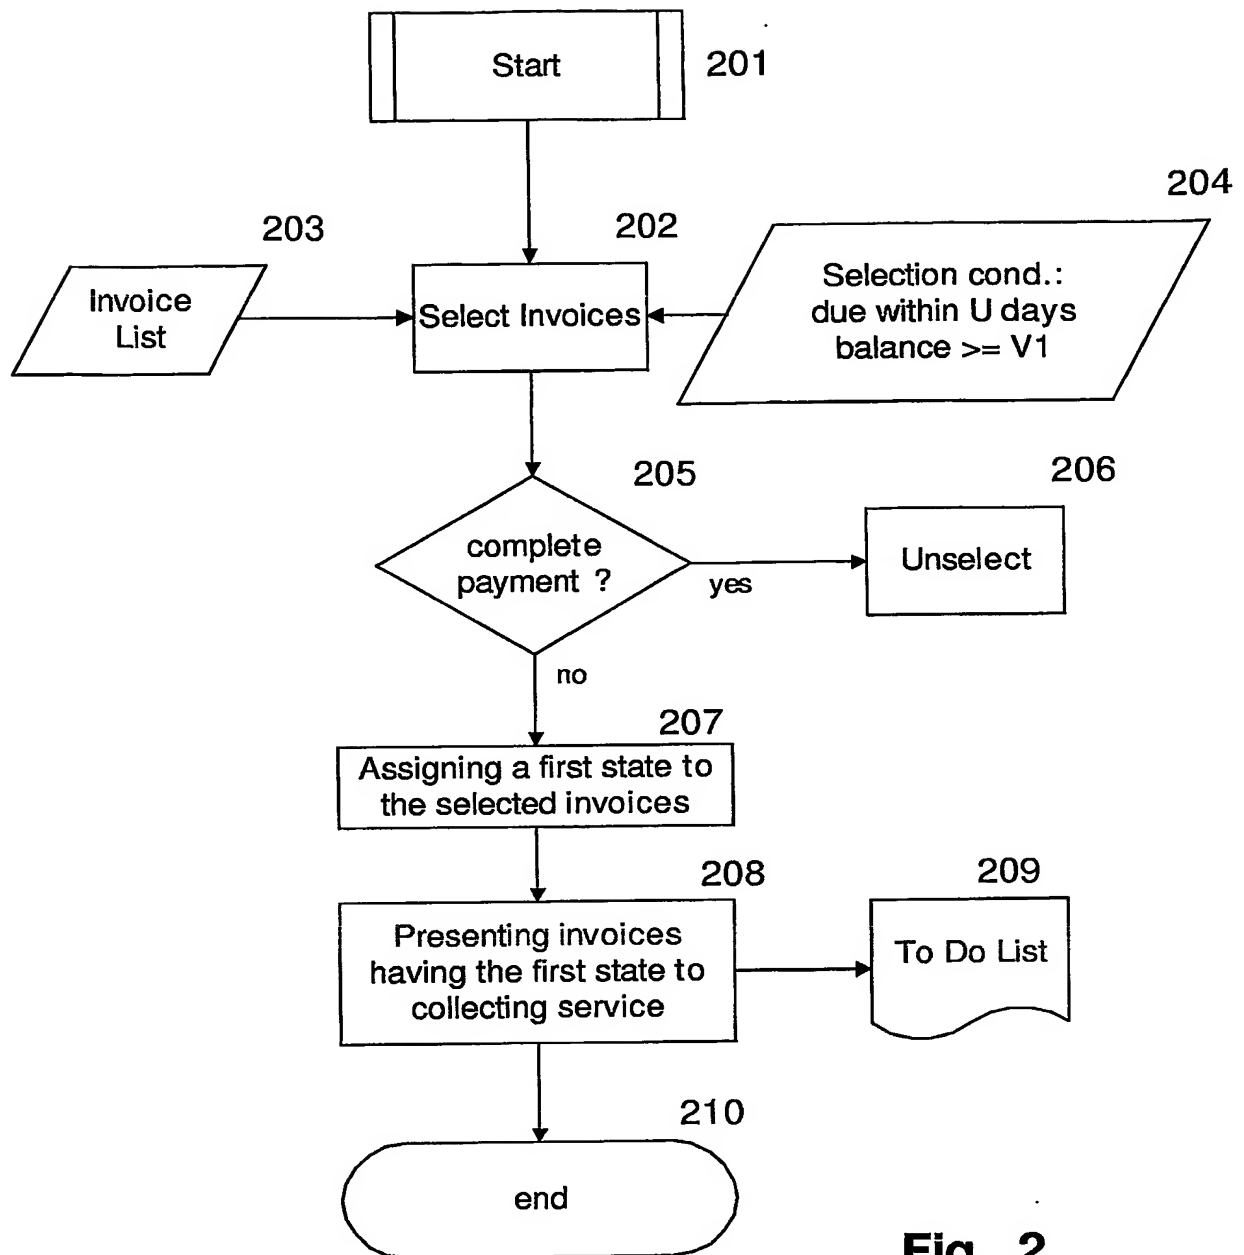 Start
201
204
203
202
Invoice
List
Select Invoices
Selection cond.:
due within U days
balance >= V1
205
206
complete
payment ?
yes
Unselect
no
207
Assigning a first state to
the selected invoices
208
209
Presenting invoices
having the first state to
collecting service
To Do List
210
end
Fig. 2